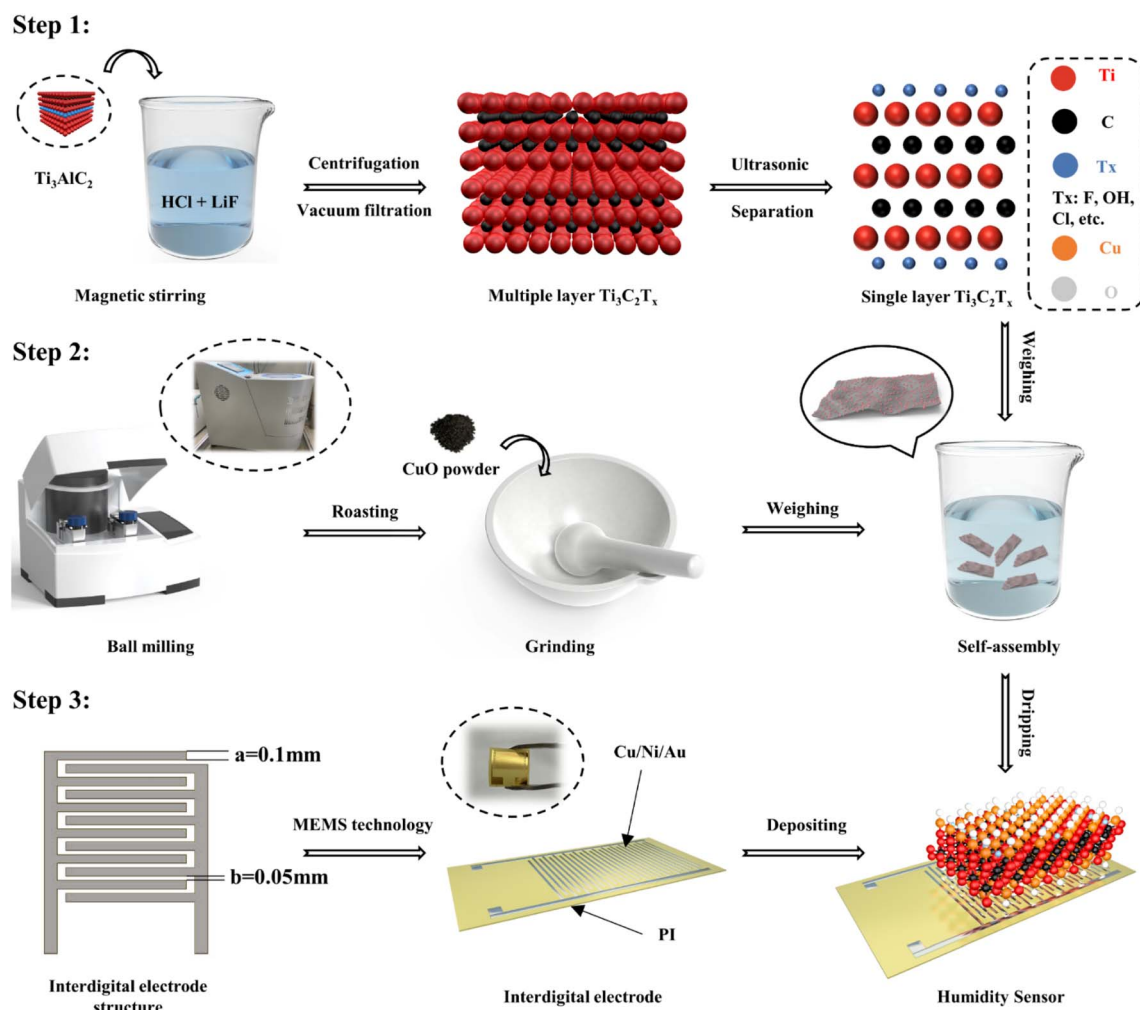 Step 1:
Ti₃AlC₂
HCl + LiF
Magnetic stirring
Centrifugation
Vacuum filtration
Multiple layer Ti₃C₂Tₓ
Ultrasonic
Separation
Single layer Ti₃C₂Tₓ
Ti
C
Tx
Tx: F, OH,
Cl, etc.
Cu
O
Weighing
Step 2:
Ball milling
Roasting
CuO powder
Grinding
Weighing
Self-assembly
Dripping
Step 3:
a=0.1mm
b=0.05mm
Interdigital electrode
structure
MEMS technology
Cu/Ni/Au
PI
Interdigital electrode
Depositing
Humidity Sensor